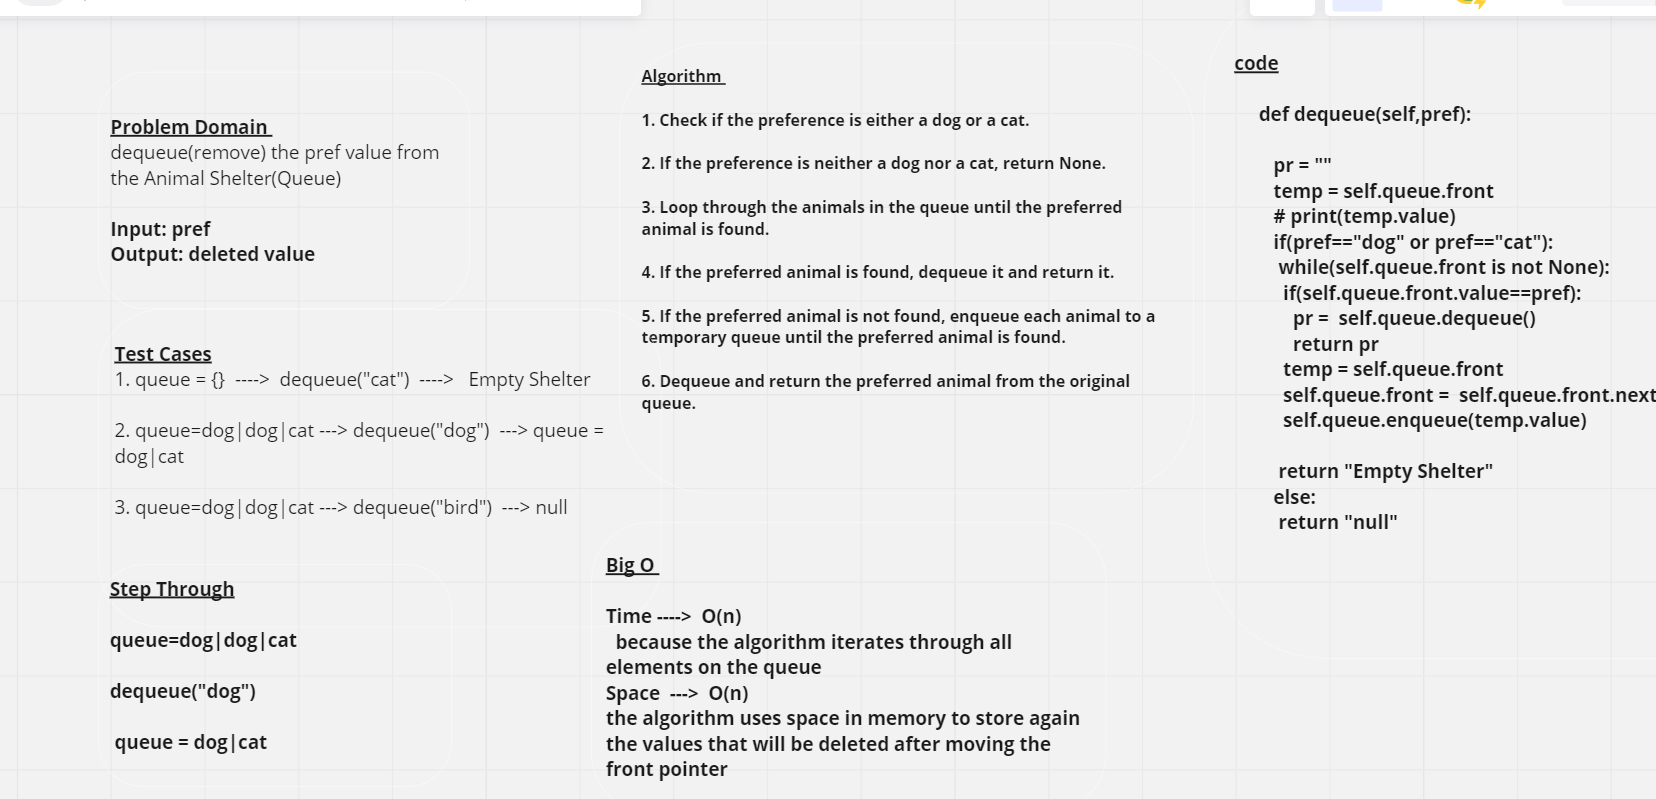 Problem Domain
dequeue(remove) the pref value from
the Animal Shelter(Queue)
Input: pref
Output: deleted value
Test Cases
1. queue = {} ----> dequeue("cat") ----> Empty Shelter
2. queue=dog|dog|cat ---> dequeue("dog") ---> queue =
dog|cat
3. queue=dog|dog|cat ---> dequeue("bird") ---> null
Step Through
queue=dog|dog|cat
dequeue("dog")
queue = dog|cat
Algorithm
1. Check if the preference is either a dog or a cat.
2. If the preference is neither a dog nor a cat, return None.
3. Loop through the animals in the queue until the preferred
animal is found.
4. If the preferred animal is found, dequeue it and return it.
5. If the preferred animal is not found, enqueue each animal to a
temporary queue until the preferred animal is found.
6. Dequeue and return the preferred animal from the original
queue.
Big O
Time ----> O(n)
because the algorithm iterates through all
elements on the queue
Space ---> O(n)
the algorithm uses space in memory to store again
the values that will be deleted after moving the
front pointer
code
def dequeue(self,pref):
pr = ""
temp = self.queue.front
# print(temp.value)
if(pref=="dog" or pref=="cat"):
while(self.queue.front is not None):
if(self.queue.front.value==pref):
pr = self.queue.dequeue()
return pr
temp = self.queue.front
self.queue.front = self.queue.front.next
self.queue.enqueue(temp.value)
return "Empty Shelter"
else:
return "null"